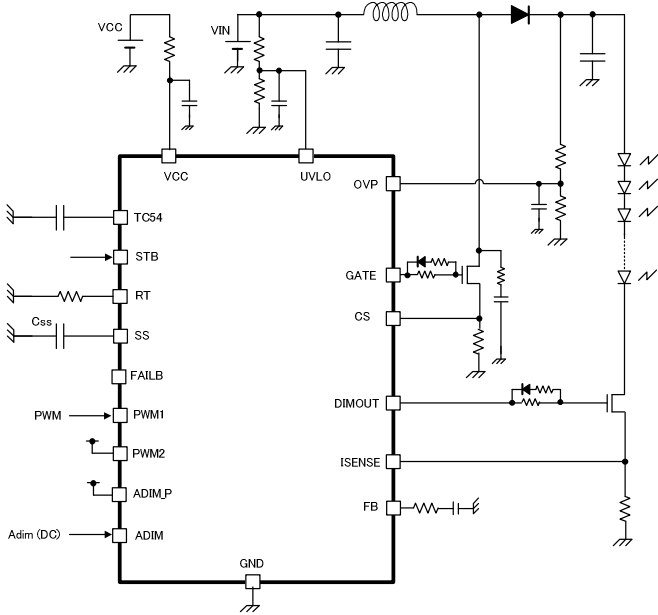 VCC
VIN
VCC
UVLO
OVP
TC54
STB
GATE
RT
CS
Css
SS
FAILB
DIMOUT
PWM
PWM1
PWM2
ISENSE
ADIM_P
FB
Adim (DC)
ADIM
GND